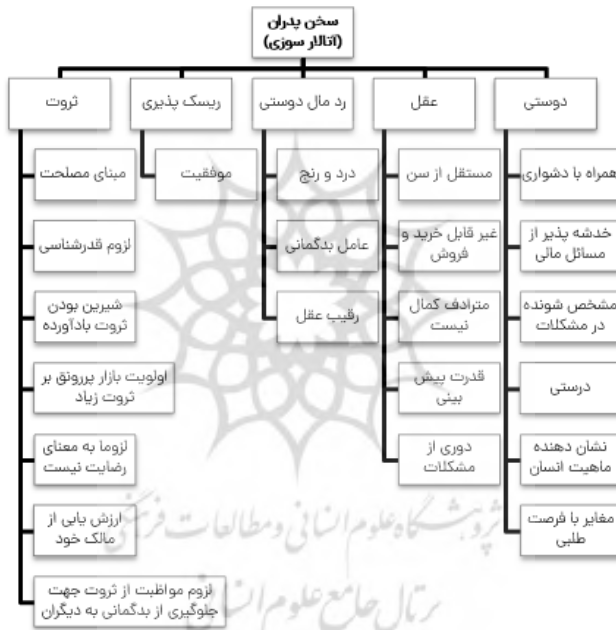 سخن پدران
(آتالار سوزی)
دوستی
عقل
رد مال دوستی
ریسک پذیری
ثروت
همراه با دشواری
خدشه پذیر از
مسائل مالی
مشخص شونده
در مشکلات
درستی
نشان دهنده
ماهیت انسان
مغایر با فرصت
طلبی
مستقل از سن
غیر قابل خرید و
فروش
مترادف کمال
نیست
قدرت پیش
بینی
دوری از
مشکلات
درد و رنج
عامل بدگمانی
رقیب عقل
موفقیت
مبنای مصلحت
لزوم قدرشناسی
شیرین بودن
ثروت بادآورده
اولویت بازار پررونق بر
ثروت زیاد
لزوما به معنای
رضایت نیست
ارزش یابی از
مالک خود
لزوم مواظبت از ثروت جهت
جلوگیری از بدگمانی به دیگران
پژوهشگاه علوم انسانی و مطالعات فرهنگی
پرتال جامع علوم انسانی